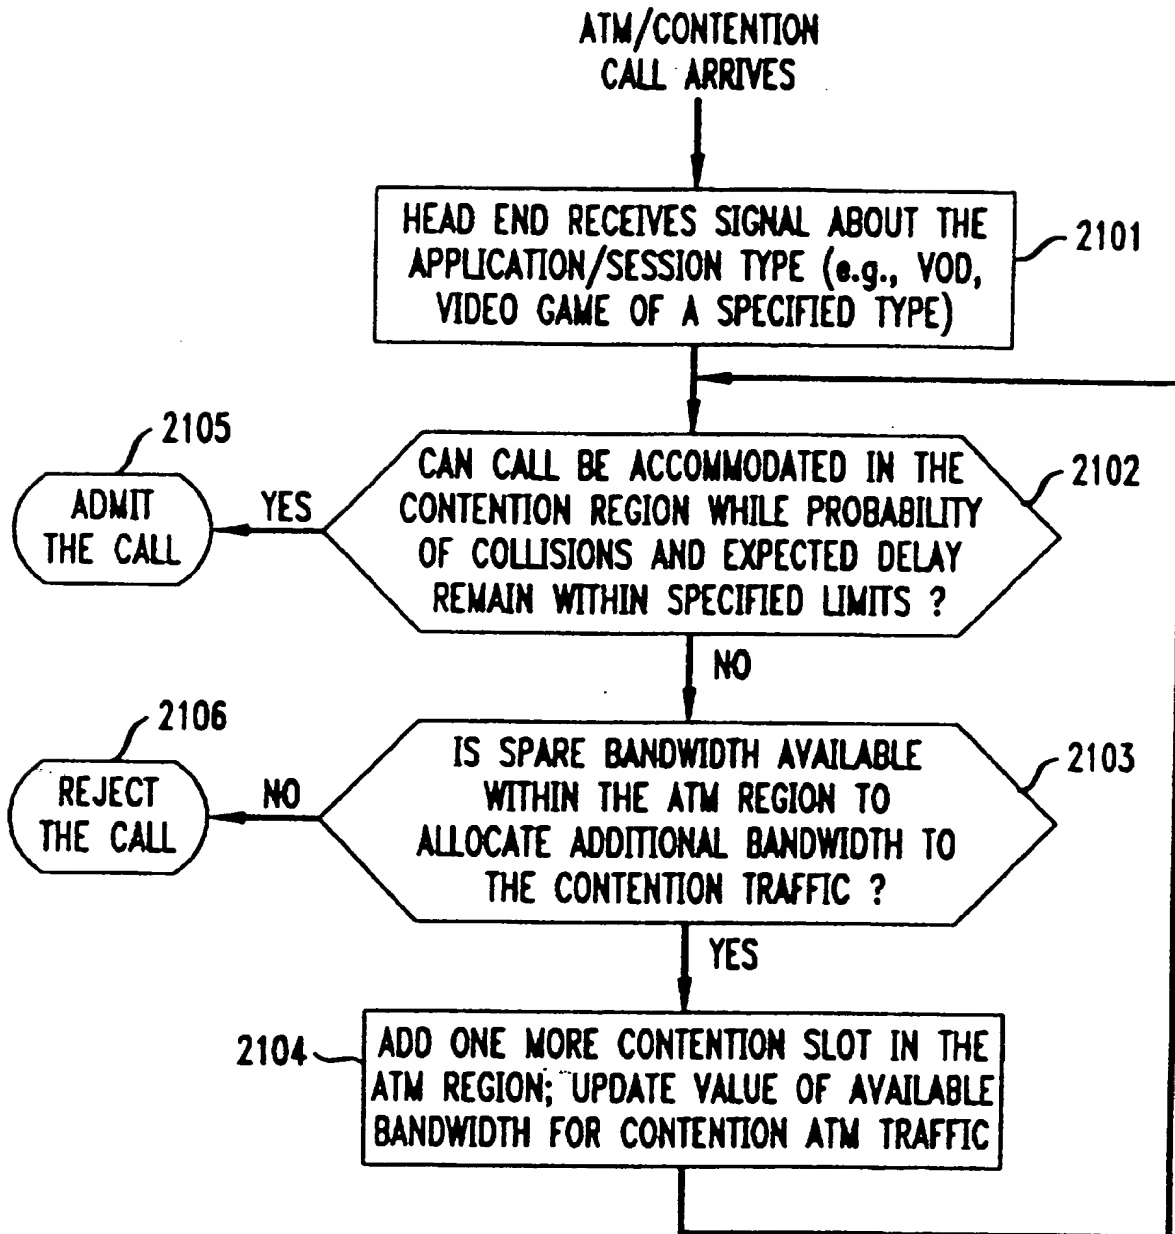 ATM/CONTENTION
CALL ARRIVES
HEAD END RECEIVES SIGNAL ABOUT THE
APPLICATION/SESSION TYPE (e.g., VOD,
VIDEO GAME OF A SPECIFIED TYPE)
2101
2105
ADMIT
THE CALL
YES
CAN CALL BE ACCOMMODATED IN THE
CONTENTION REGION WHILE PROBABILITY
OF COLLISIONS AND EXPECTED DELAY
REMAIN WITHIN SPECIFIED LIMITS ?
2102
NO
2106
REJECT
THE CALL
NO
IS SPARE BANDWIDTH AVAILABLE
WITHIN THE ATM REGION TO
ALLOCATE ADDITIONAL BANDWIDTH TO
THE CONTENTION TRAFFIC ?
2103
YES
2104
ADD ONE MORE CONTENTION SLOT IN THE
ATM REGION; UPDATE VALUE OF AVAILABLE
BANDWIDTH FOR CONTENTION ATM TRAFFIC